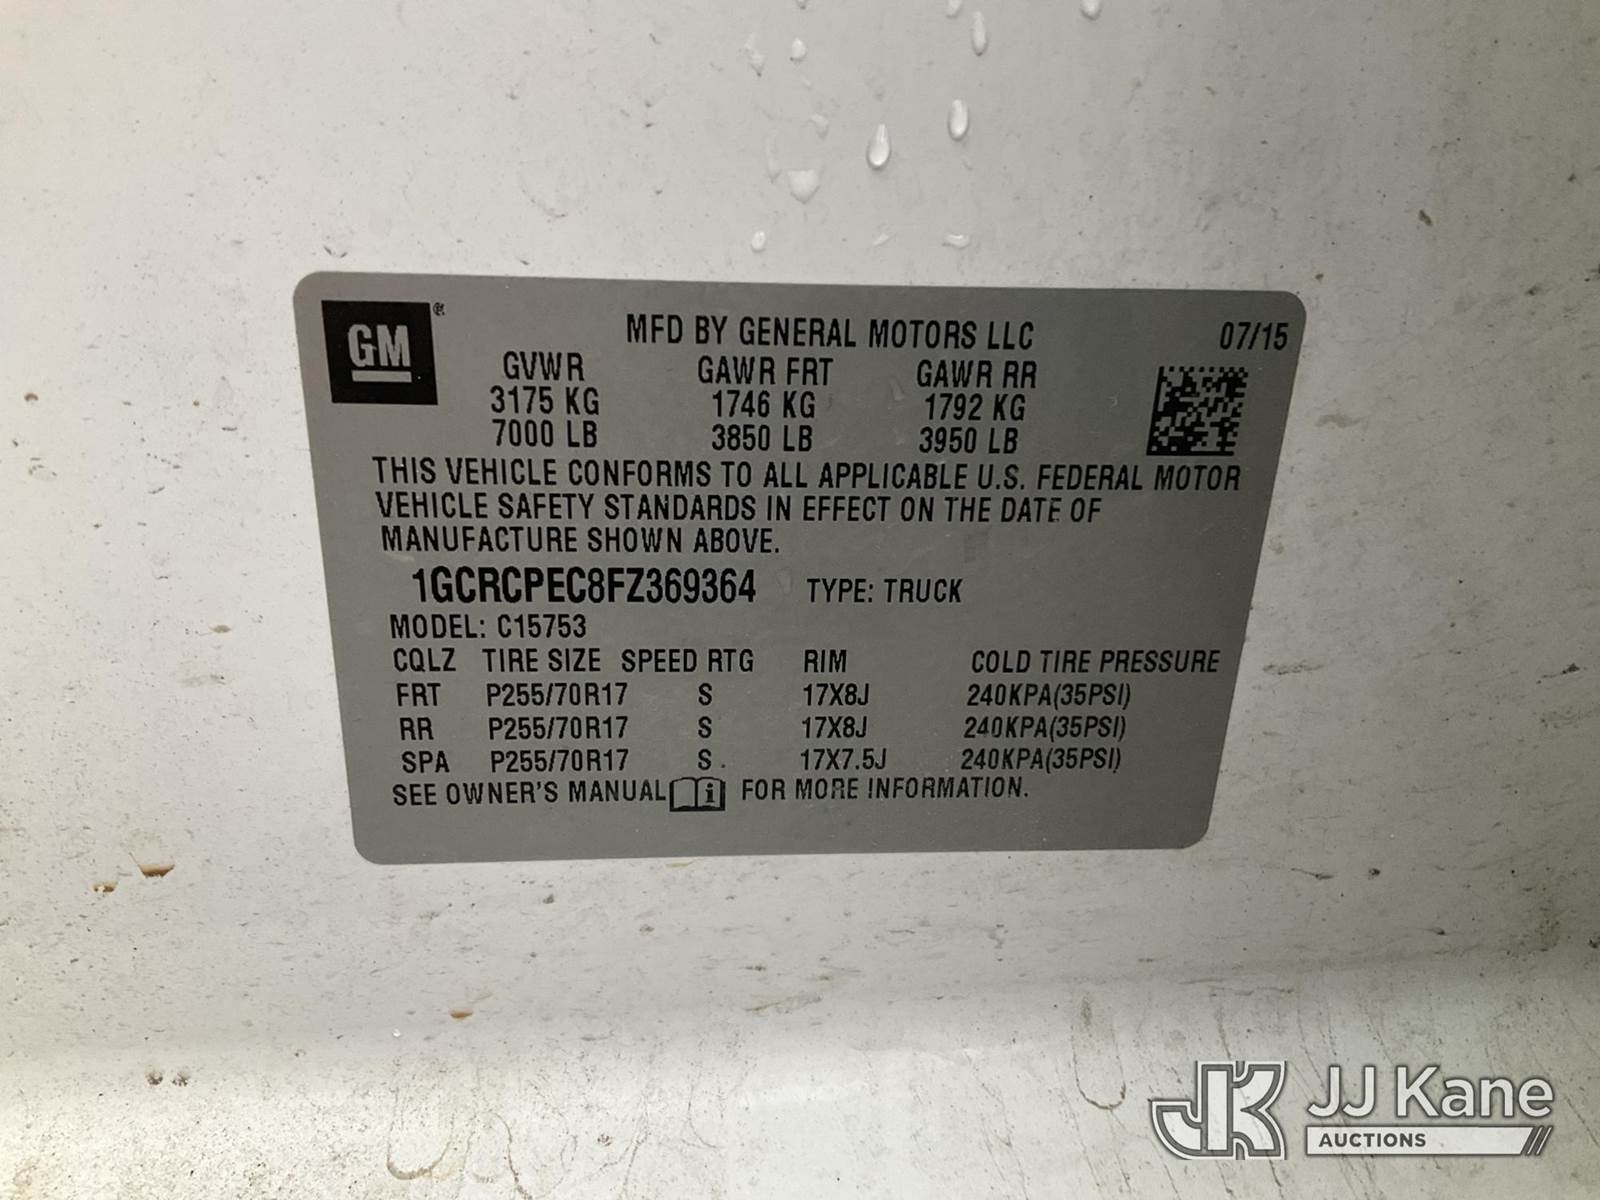 GM
MFD BY GENERAL MOTORS LLC 07/15
GVWR GAWR FRT GAWR RR
3175 KG 1746 KG 1792 KG
7000 LB 3850 LB 3950 LB
THIS VEHICLE CONFORMS TO ALL APPLICABLE U.S. FEDERAL MOTOR
VEHICLE SAFETY STANDARDS IN EFFECT ON THE DATE OF
MANUFACTURE SHOWN ABOVE.
1GCRCPEC8FZ369364 TYPE: TRUCK
MODEL: C15753
CQLZ TIRE SIZE SPEED RTG RIM COLD TIRE PRESSURE
FRT P255/70R17 S 17X8J 240KPA(35PSI)
RR P255/70R17 S 17X8J 240KPA(35PSI)
SPA P255/70R17 S 17X7.5J 240KPA(35PSI)
SEE OWNER'S MANUAL i FOR MORE INFORMATION.
JK JJ Kane
AUCTIONS